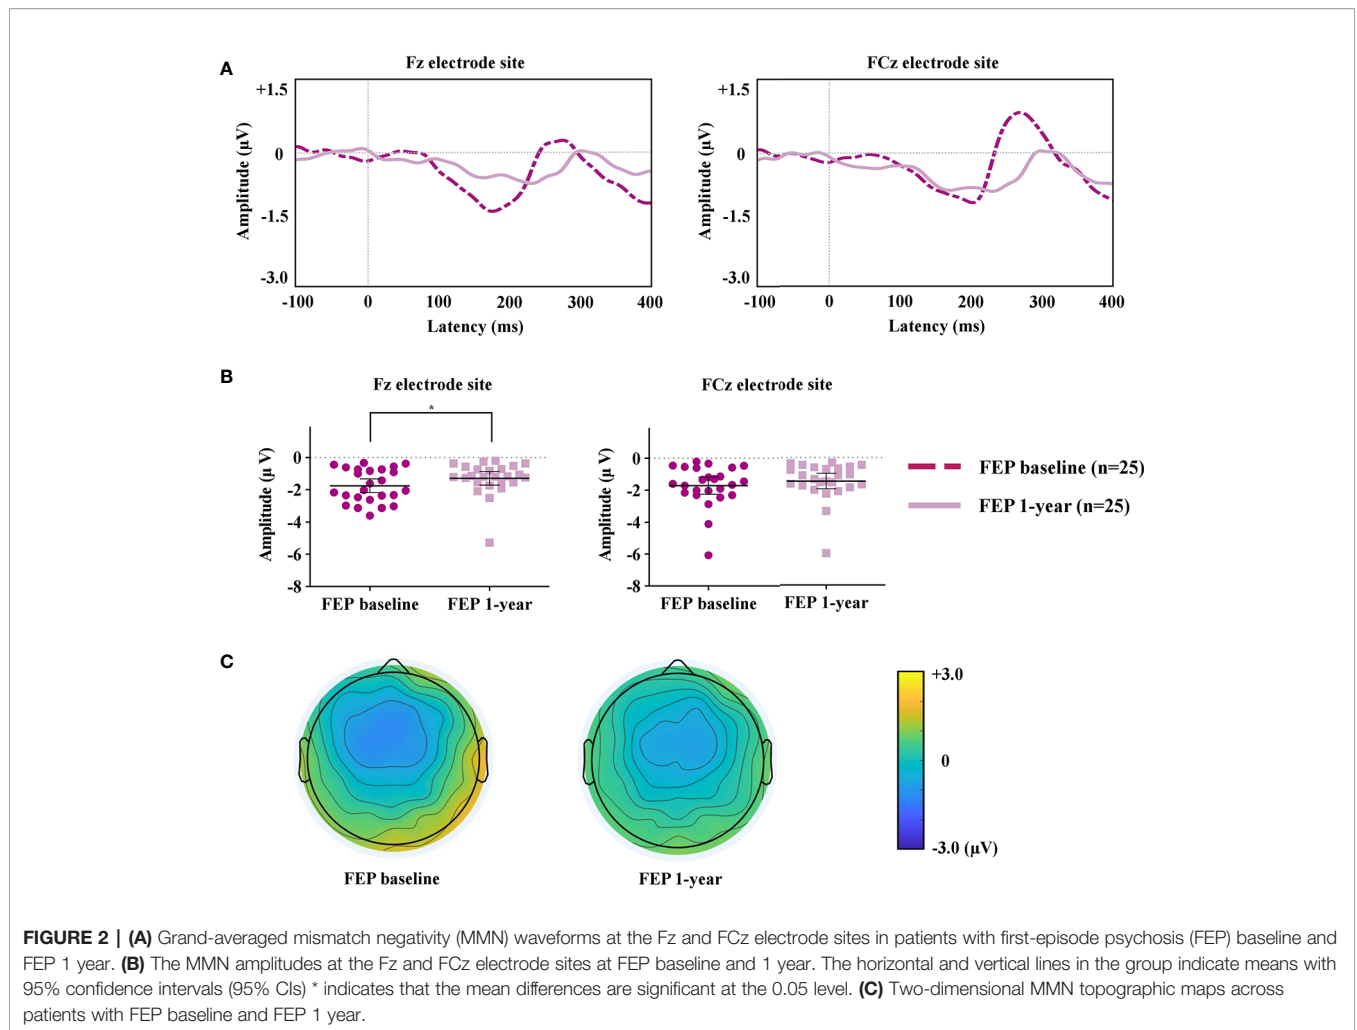 A
Fz electrode site
FCz electrode site
+1.5
0
-1.5
-3.0
Amplitude (µV)
-100 0 100 200 300 400
Latency (ms)
+1.5
0
-1.5
-3.0
Amplitude (µV)
-100 0 100 200 300 400
Latency (ms)
B
Fz electrode site
FCz electrode site
*
0
-2
-4
-6
-8
Amplitude (µ V)
FEP baseline FEP 1-year
0
-2
-4
-6
-8
Amplitude (µ V)
FEP baseline FEP 1-year
FEP baseline (n=25)
FEP 1-year (n=25)
C
FEP baseline
FEP 1-year
+3.0
0
-3.0 (µV)
FIGURE 2 | (A) Grand-averaged mismatch negativity (MMN) waveforms at the Fz and FCz electrode sites in patients with first-episode psychosis (FEP) baseline and
FEP 1 year. (B) The MMN amplitudes at the Fz and FCz electrode sites at FEP baseline and 1 year. The horizontal and vertical lines in the group indicate means with
95% confidence intervals (95% CIs) * indicates that the mean differences are significant at the 0.05 level. (C) Two-dimensional MMN topographic maps across
patients with FEP baseline and FEP 1 year.